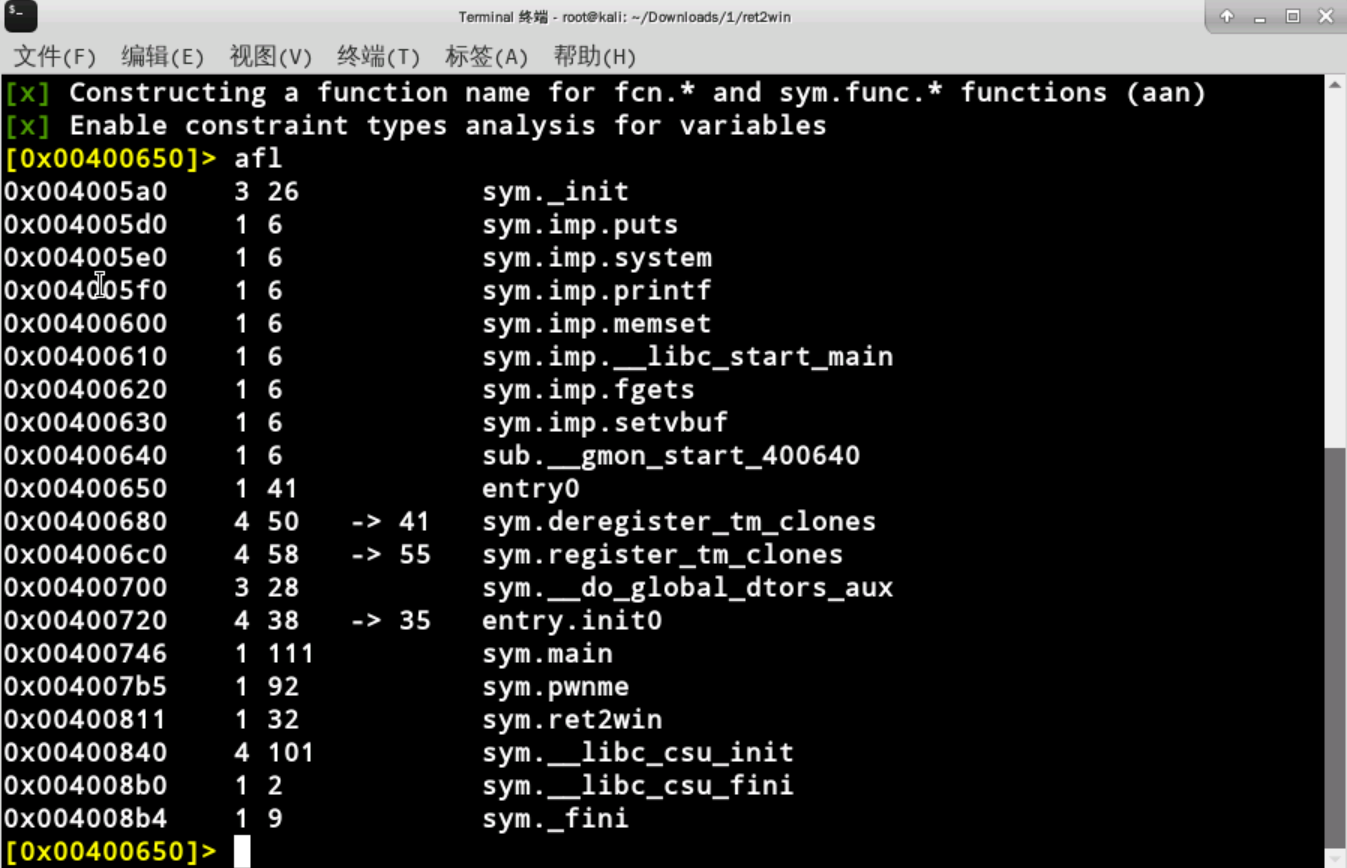 Terminal 终端 - root@kali: ~/Downloads/1/ret2win
文件(F) 编辑(E) 视图(V) 终端(T) 标签(A) 帮助(H)
[x] Constructing a function name for fcn.* and sym.func.* functions (aan)
[x] Enable constraint types analysis for variables
[0x00400650]> afl
0x004005a0    3 26           sym._init
0x004005d0    1 6            sym.imp.puts
0x004005e0    1 6            sym.imp.system
0x004005f0    1 6            sym.imp.printf
0x00400600    1 6            sym.imp.memset
0x00400610    1 6            sym.imp.__libc_start_main
0x00400620    1 6            sym.imp.fgets
0x00400630    1 6            sym.imp.setvbuf
0x00400640    1 6            sub.__gmon_start_400640
0x00400650    1 41           entry0
0x00400680    4 50   -> 41   sym.deregister_tm_clones
0x004006c0    4 58   -> 55   sym.register_tm_clones
0x00400700    3 28           sym.__do_global_dtors_aux
0x00400720    4 38   -> 35   entry.init0
0x00400746    1 111          sym.main
0x004007b5    1 92           sym.pwnme
0x00400811    1 32           sym.ret2win
0x00400840    4 101          sym.__libc_csu_init
0x004008b0    1 2            sym.__libc_csu_fini
0x004008b4    1 9            sym._fini
[0x00400650]>